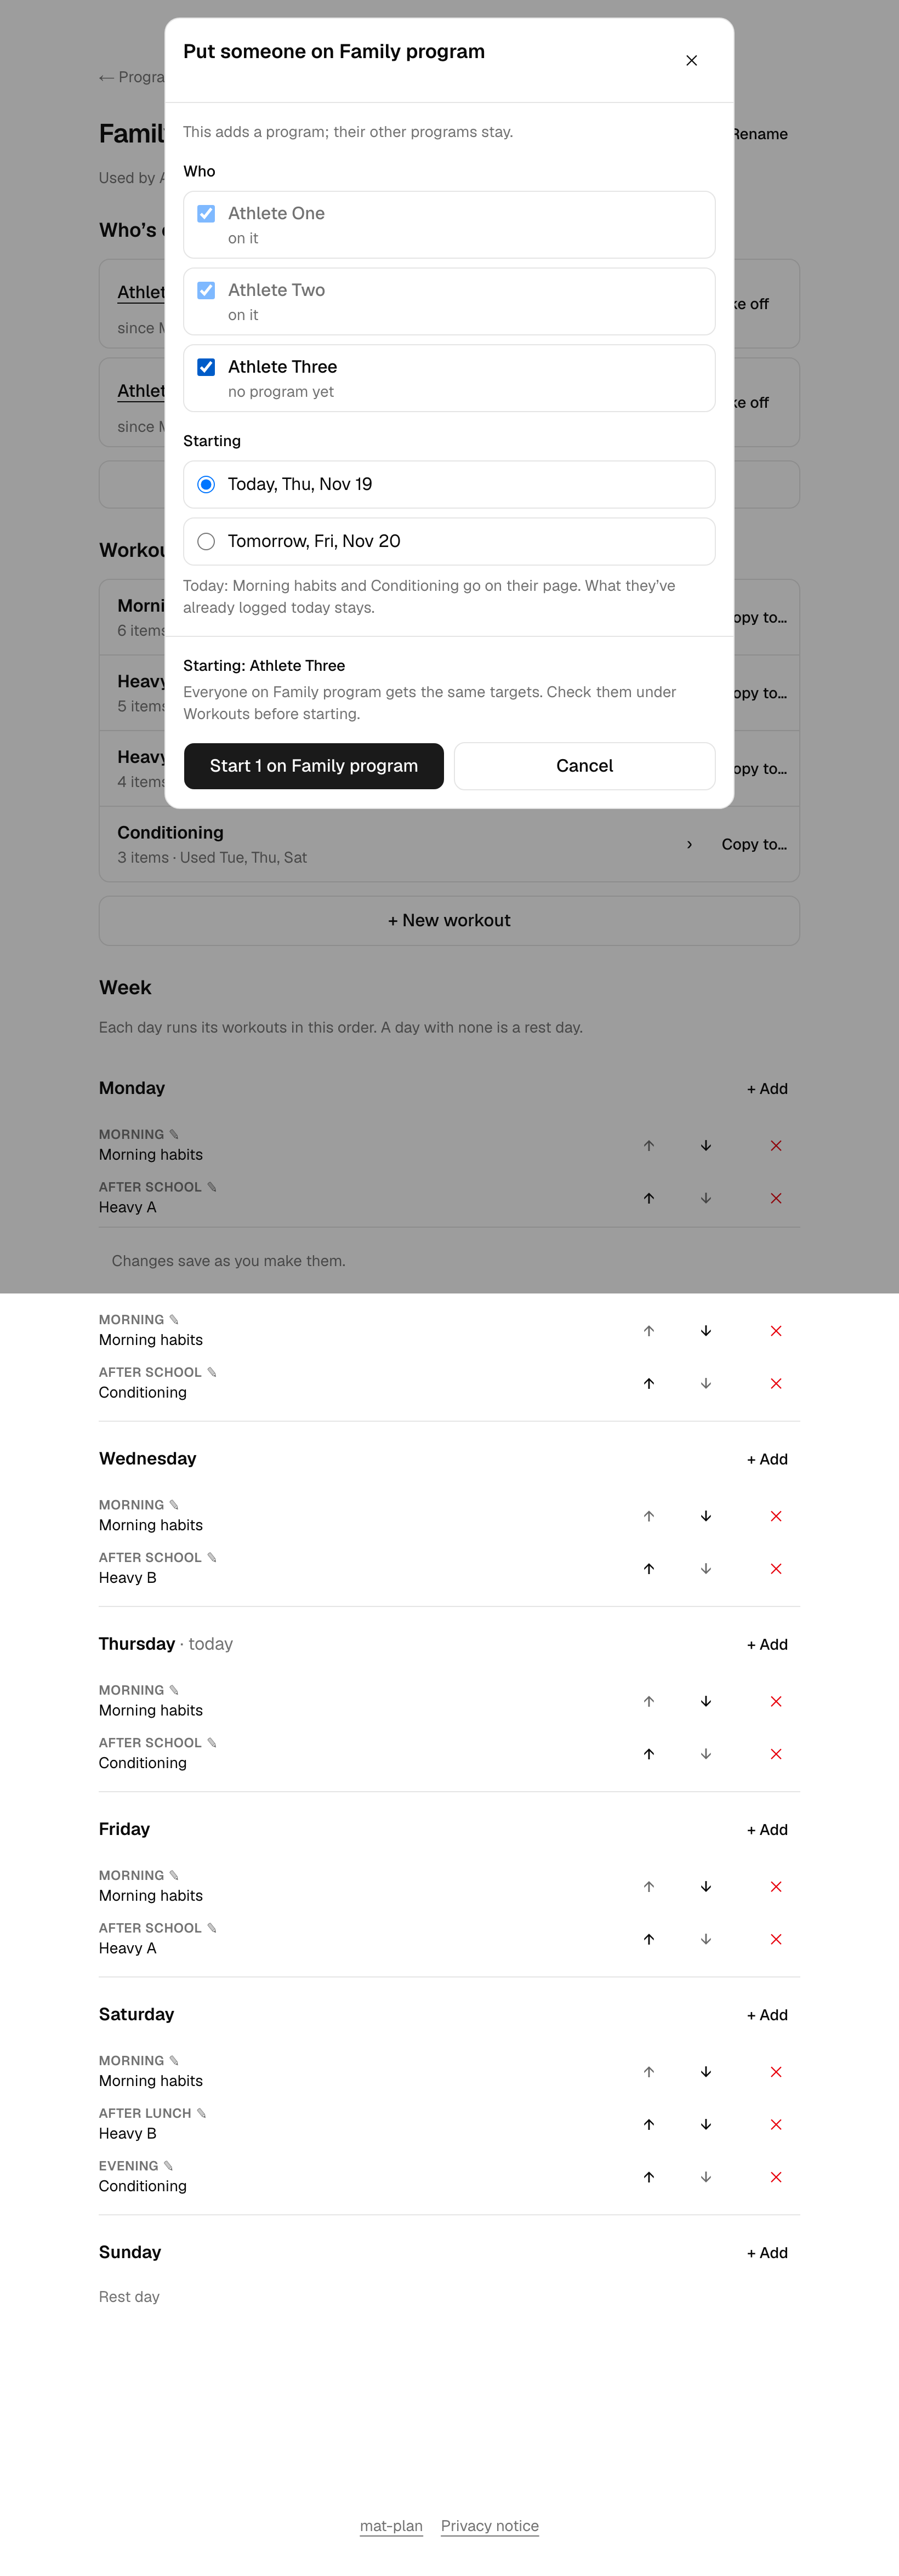 Put someone on Family program
← Progra
Famil
Rename
Used by A
Who's
This adds a program; their other programs stay.
Who
Athlete One
on it
Athlete Two
on it
Athlete Three
no program yet
Athlet
since M
ke off
Athlet
since M
ke off
Starting
Today, Thu, Nov 19
Tomorrow, Fri, Nov 20
Today: Morning habits and Conditioning go on their page. What they've
already logged today stays.
Starting: Athlete Three
Everyone on Family program gets the same targets. Check them under
Workouts before starting.
Start 1 on Family program
Cancel
Workou
Morni
6 items
opy to...
Heavy
5 items
opy to...
Heavy
4 items
opy to...
Conditioning
3 items · Used Tue, Thu, Sat
› Copy to...
+ New workout
Week
Each day runs its workouts in this order. A day with none is a rest day.
Monday
+ Add
MORNING ✎
Morning habits
↑ ↓ ×
AFTER SCHOOL ✎
Heavy A
↑ ↓ ×
Changes save as you make them.
MORNING ✎
Morning habits
↑ ↓ ×
AFTER SCHOOL ✎
Conditioning
↑ ↓ ×
Wednesday
+ Add
MORNING ✎
Morning habits
↑ ↓ ×
AFTER SCHOOL ✎
Heavy B
↑ ↓ ×
Thursday · today
+ Add
MORNING ✎
Morning habits
↑ ↓ ×
AFTER SCHOOL ✎
Conditioning
↑ ↓ ×
Friday
+ Add
MORNING ✎
Morning habits
↑ ↓ ×
AFTER SCHOOL ✎
Heavy A
↑ ↓ ×
Saturday
+ Add
MORNING ✎
Morning habits
↑ ↓ ×
AFTER LUNCH ✎
Heavy B
↑ ↓ ×
EVENING ✎
Conditioning
↑ ↓ ×
Sunday
+ Add
Rest day
mat-plan
Privacy notice